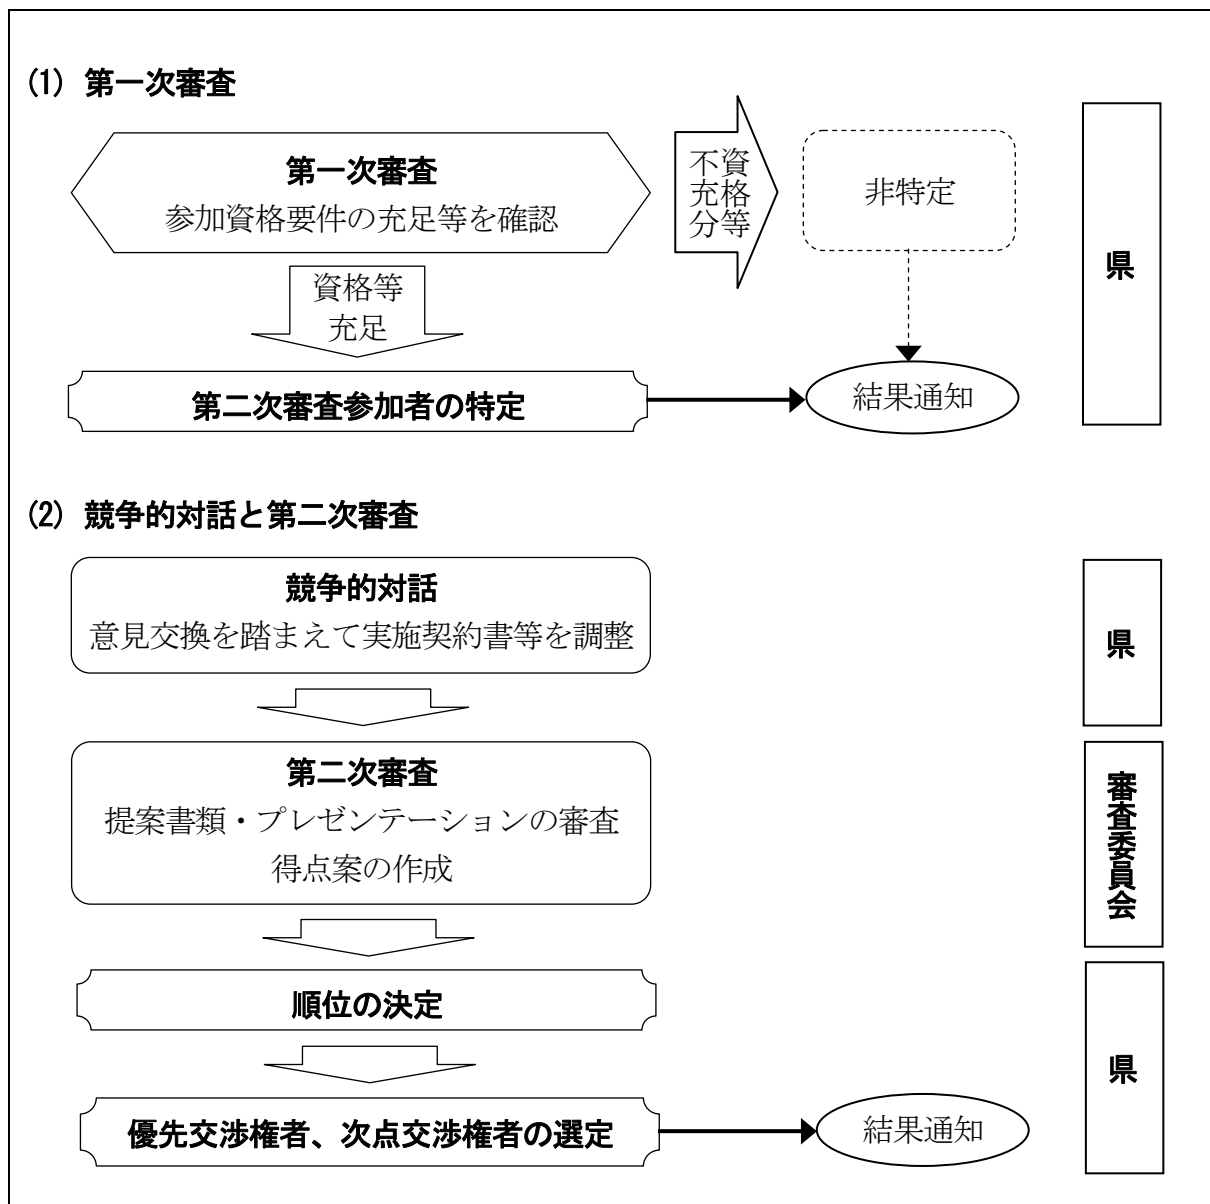 (1) 第一次審査
第一次審査
参加資格要件の充足等を確認
資格等
不充分
非特定
県
資格等
充足
第二次審査参加者の特定
結果通知
(2) 競争的対話と第二次審査
競争的対話
意見交換を踏まえて実施契約書等を調整
県
第二次審査
提案書類・プレゼンテーションの審査
得点案の作成
審査委員会
順位の決定
県
優先交渉権者、次点交渉権者の選定
結果通知